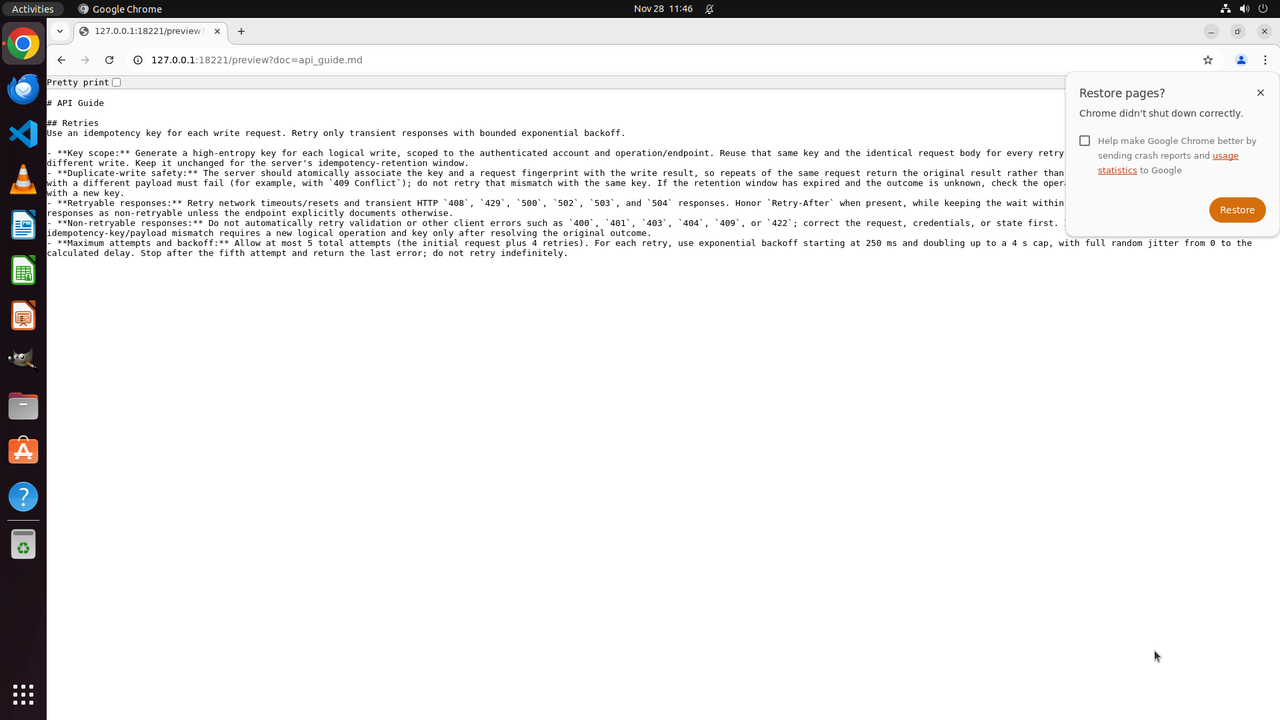 Activities
Google Chrome
Nov 28 11:46
127.0.0.1:18221/preview?
127.0.0.1:18221/preview?doc=api_guide.md
Pretty print
# API Guide
## Retries
Use an idempotency key for each write request. Retry only transient responses with bounded exponential backoff.
- **Key scope:** Generate a high-entropy key for each logical write, scoped to the authenticated account and operation/endpoint. Reuse that same key and the identical request body for every retry
different write. Keep it unchanged for the server's idempotency-retention window.
- **Duplicate-write safety:** The server should atomically associate the key and a request fingerprint with the write result, so repeats of the same request return the original result rather than
with a different payload must fail (for example, with `409 Conflict`); do not retry that mismatch with the same key. If the retention window has expired and the outcome is unknown, check the
with a new key.
- **Retryable responses:** Retry network timeouts/resets and transient HTTP `408`, `429`, `500`, `502`, `503`, and `504` responses. Honor `Retry-After` when present, while keeping the wait within
responses as non-retryable unless the endpoint explicitly documents otherwise.
- **Non-retryable responses:** Do not automatically retry validation or other client errors such as `400`, `401`, `403`, `404`, `409`, or `422`; correct the request, credentials, or state first.
idempotency-key/payload mismatch requires a new logical operation and key only after resolving the original outcome.
- **Maximum attempts and backoff:** Allow at most 5 total attempts (the initial request plus 4 retries). For each retry, use exponential backoff starting at 250 ms and doubling up to a 4 s cap, with full random jitter from 0 to the
calculated delay. Stop after the fifth attempt and return the last error; do not retry indefinitely.
Restore pages?
Chrome didn't shut down correctly.
Help make Google Chrome better by
sending crash reports and usage
statistics to Google
Restore